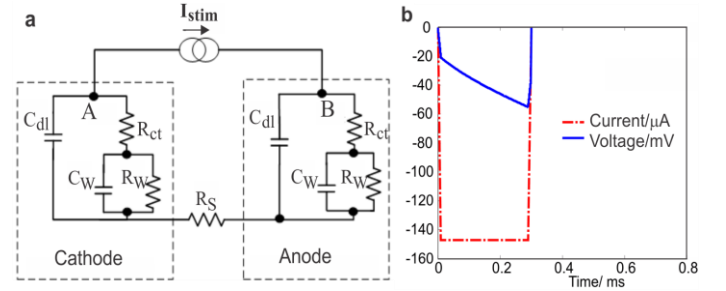 a
I_stim
A
B
C_dl
R_ct
C_W
R_W
C_dl
R_ct
C_W
R_W
R_S
Cathode
Anode
b
0
-20
-40
-60
-80
-100
-120
-140
-160
Current/μA
Voltage/mV
0 0.2 0.4 0.6 0.8
Time/ ms